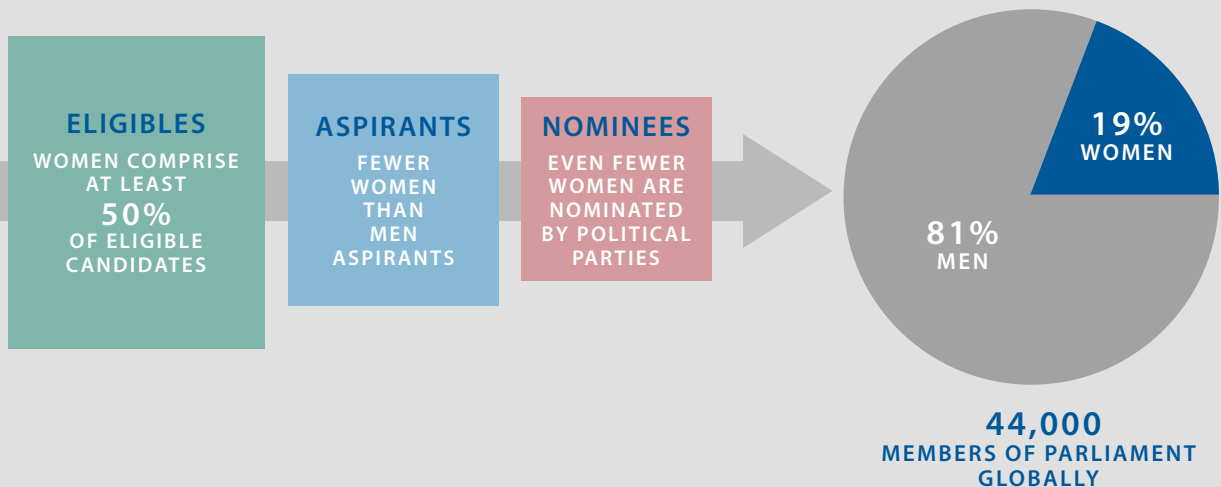 ELIGIBLES
WOMEN COMPRISE
AT LEAST
50%
OF ELIGIBLE
CANDIDATES
ASPIRANTS
FEWER
WOMEN
THAN
MEN
ASPIRANTS
NOMINEES
EVEN FEWER
WOMEN ARE
NOMINATED
BY POLITICAL
PARTIES
19%
WOMEN
81%
MEN
44,000
MEMBERS OF PARLIAMENT
GLOBALLY